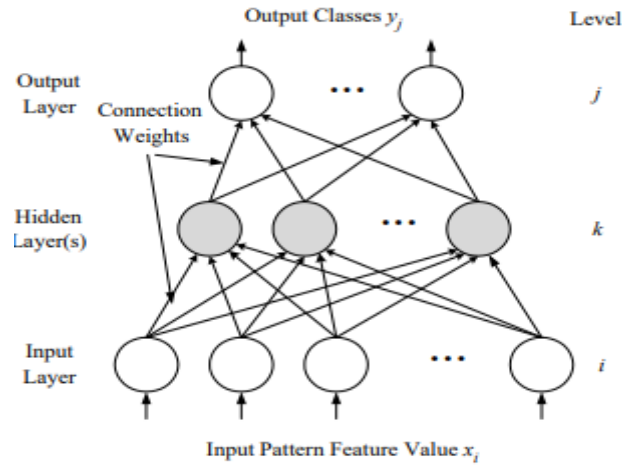 Output Classes y_j
Level
Output
Layer
Connection
Weights
•••
j
Hidden
Layer(s)
•••
k
Input
Layer
•••
i
Input Pattern Feature Value x_i